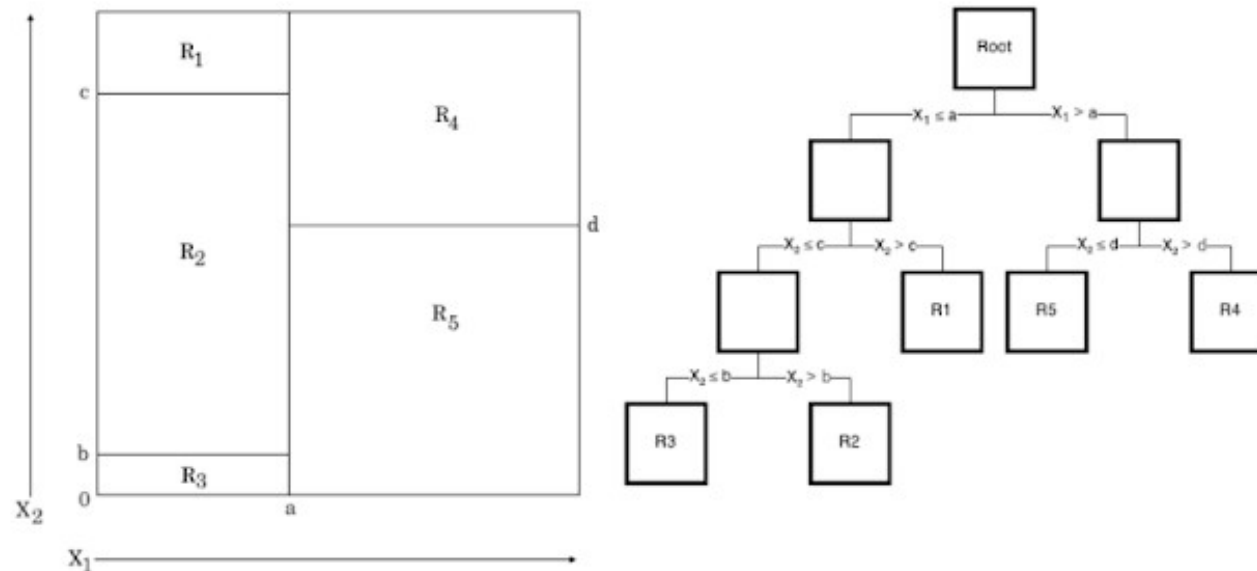 R₁
c
R₄
R₂
d
R₅
b
R₃
0
a
X₂
X₁
Root
X₁ ≤ a
X₁ > a
X₂ ≤ c
X₂ > c
X₂ ≤ d
X₂ > d
R1
R5
R4
X₂ ≤ b
X₂ > b
R3
R2